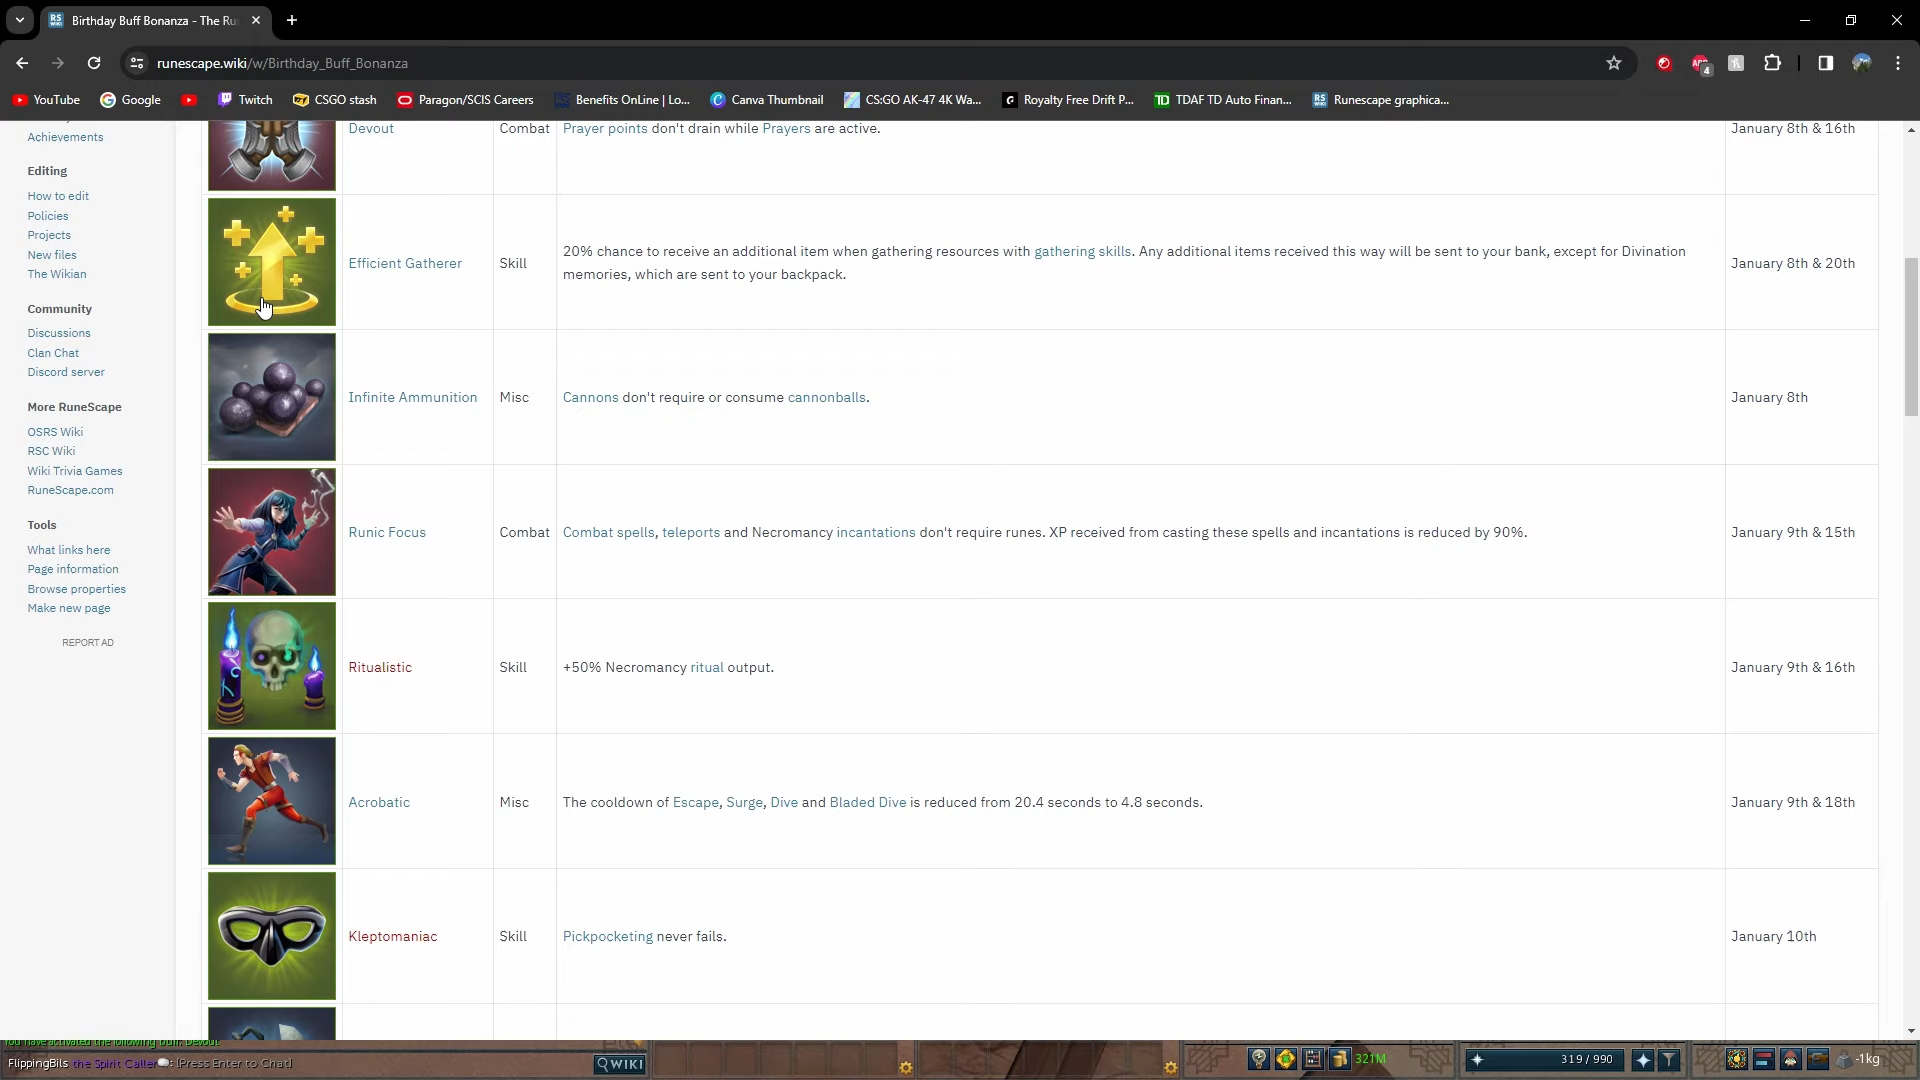 Birthday Buff Bonanza - The Ru
runescape.wiki/w/Birthday_Buff_Bonanza
4
YouTube Google Twitch CSGO stash Paragon/SCIS Careers Benefits OnLine | Lo... Canva Thumbnail CS:GO AK-47 4K Wa... Royalty Free Drift P... TDAF TD Auto Finan... Runescape graphica...
Achievements
Editing
How to edit
Policies
Projects
New files
The Wikian
Community
Discussions
Clan Chat
Discord server
More RuneScape
OSRS Wiki
RSC Wiki
Wiki Trivia Games
RuneScape.com
Tools
What links here
Page information
Browse properties
Make new page
REPORT AD
Devout Combat Prayer points don't drain while Prayers are active. January 8th & 16th
Efficient Gatherer Skill 20% chance to receive an additional item when gathering resources with gathering skills. Any additional items received this way will be sent to your bank, except for Divination
memories, which are sent to your backpack. January 8th & 20th
Infinite Ammunition Misc Cannons don't require or consume cannonballs. January 8th
Runic Focus Combat Combat spells, teleports and Necromancy incantations don't require runes. XP received from casting these spells and incantations is reduced by 90%. January 9th & 15th
Ritualistic Skill +50% Necromancy ritual output. January 9th & 16th
Acrobatic Misc The cooldown of Escape, Surge, Dive and Bladed Dive is reduced from 20.4 seconds to 4.8 seconds. January 9th & 18th
Kleptomaniac Skill Pickpocketing never fails. January 10th
You have activated the following buff: Devout
FlippingBils the Spirit Caller: [Press Enter to Chat]
WIKI
321M
319 / 990
-1kg